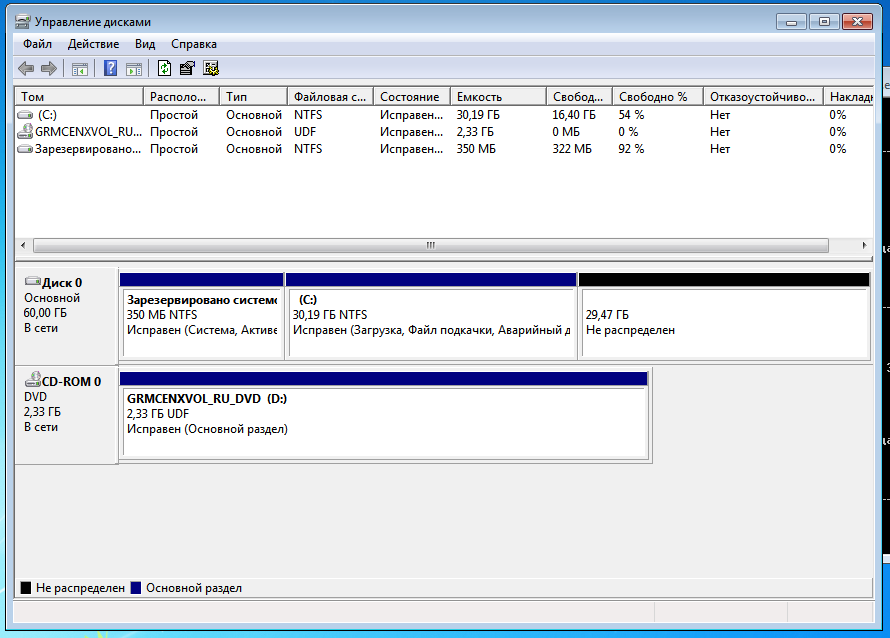 Управление дисками
Файл Действие Вид Справка
Том Располо... Тип Файловая с... Состояние Емкость Свобод... Свободно % Отказоустойчиво... Накладн
(C:) Простой Основной NTFS Исправен... 30,19 ГБ 16,40 ГБ 54 % Нет 0%
GRMCENXVOL_RU... Простой Основной UDF Исправен... 2,33 ГБ 0 МБ 0 % Нет 0%
Зарезервировано... Простой Основной NTFS Исправен... 350 МБ 322 МБ 92 % Нет 0%
Диск 0
Основной
60,00 ГБ
В сети
Зарезервировано системо
350 МБ NTFS
Исправен (Система, Активе
(C:)
30,19 ГБ NTFS
Исправен (Загрузка, Файл подкачки, Аварийный д
29,47 ГБ
Не распределен
CD-ROM 0
DVD
2,33 ГБ
В сети
GRMCENXVOL_RU_DVD (D:)
2,33 ГБ UDF
Исправен (Основной раздел)
Не распределен Основной раздел